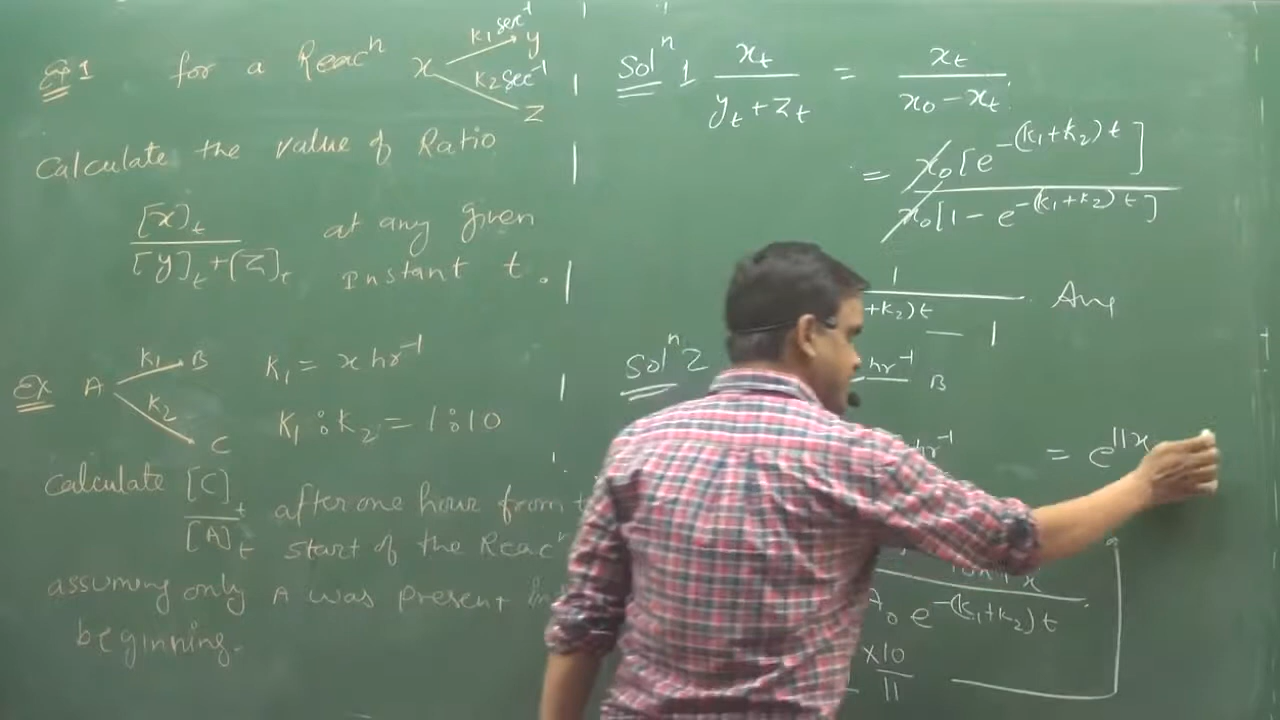 Ex 1 for a Reacⁿ x k₁ sec⁻¹ y
k₂ sec⁻¹ z
Calculate the value of Ratio
[x]ₜ / [y]ₜ + [z]ₜ at any given
instant t.
Ex A k₁ B k₁ = x hr⁻¹
k₂ C k₁ : k₂ = 1 : 10
Calculate [C]ₜ / [A]ₜ after one hour from
start of the Reacⁿ
assuming only A was present in
beginning.
Solⁿ 1 xₜ / yₜ + zₜ = xₜ / x₀ - xₜ
= x₀ [e^-(k₁+k₂)t] / x₀ [1 - e^-(k₁+k₂)t]
1 / +k₂)t - 1 Ans
Solⁿ 2 hr⁻¹ B
hr⁻¹ = e^11x
x
A₀ e^-(k₁+k₂)t
×10 / 11